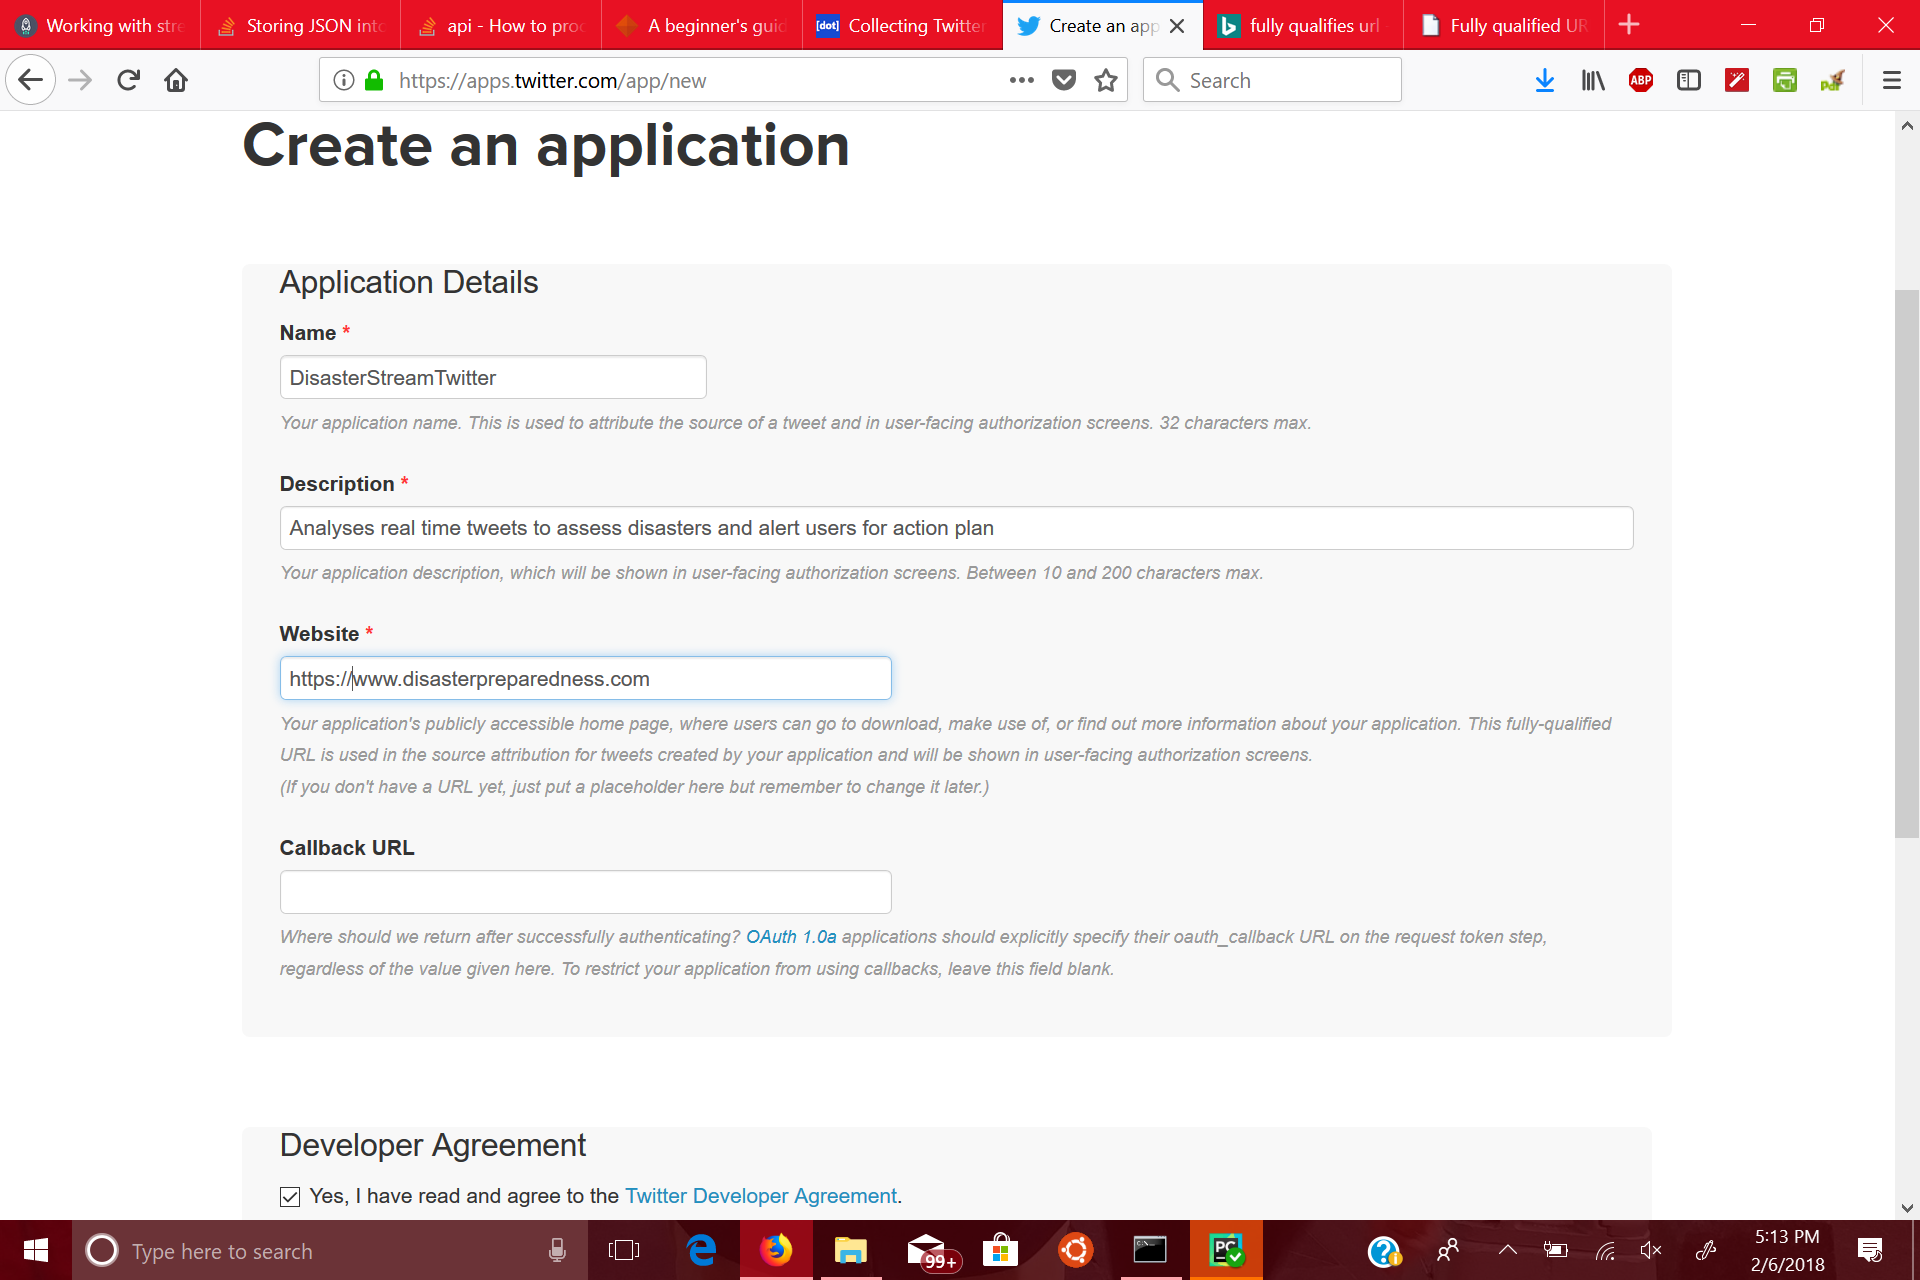 Working with stre
Storing JSON into
api - How to proc
A beginner's guid
[dot] Collecting Twitter
Create an app
fully qualifies url
Fully qualified UR
https://apps.twitter.com/app/new
Search
ABP
pdf
Create an application
Application Details
Name *
DisasterStreamTwitter
Your application name. This is used to attribute the source of a tweet and in user-facing authorization screens. 32 characters max.
Description *
Analyses real time tweets to assess disasters and alert users for action plan
Your application description, which will be shown in user-facing authorization screens. Between 10 and 200 characters max.
Website *
https://www.disasterpreparedness.com
Your application's publicly accessible home page, where users can go to download, make use of, or find out more information about your application. This fully-qualified
URL is used in the source attribution for tweets created by your application and will be shown in user-facing authorization screens.
(If you don't have a URL yet, just put a placeholder here but remember to change it later.)
Callback URL
Where should we return after successfully authenticating? OAuth 1.0a applications should explicitly specify their oauth_callback URL on the request token step,
regardless of the value given here. To restrict your application from using callbacks, leave this field blank.
Developer Agreement
Yes, I have read and agree to the Twitter Developer Agreement.
Type here to search
99+
PC
5:13 PM
2/6/2018